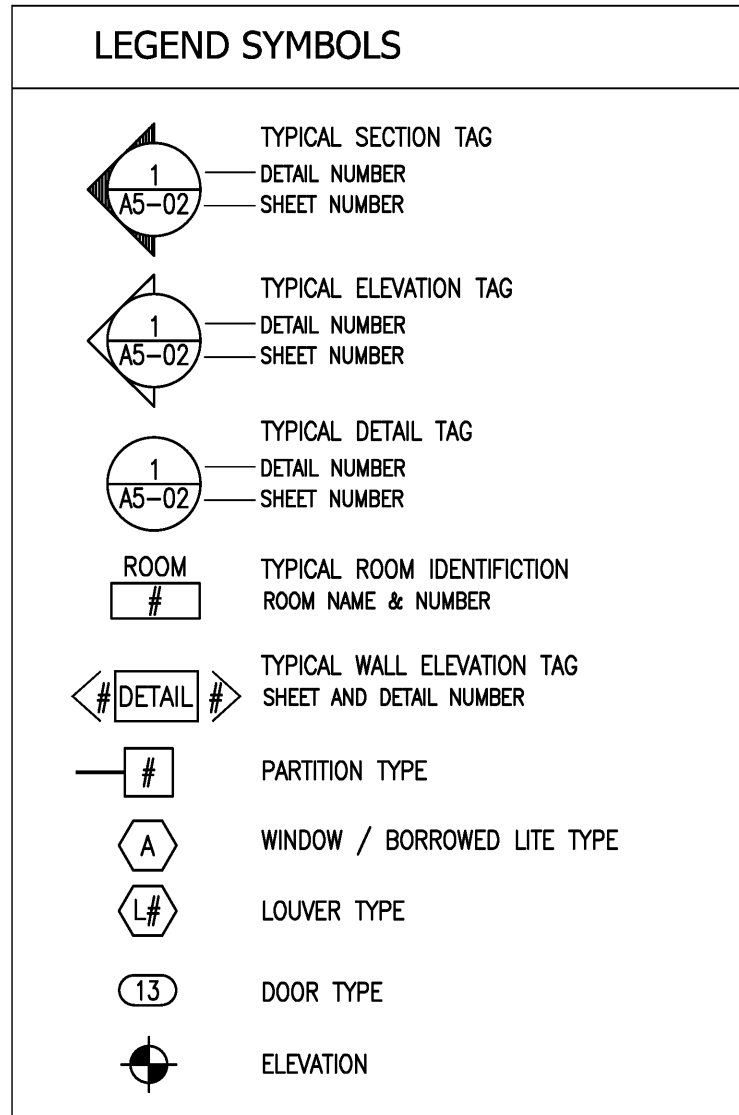 LEGEND SYMBOLS
TYPICAL SECTION TAG
1
DETAIL NUMBER
A5-02
SHEET NUMBER
TYPICAL ELEVATION TAG
1
DETAIL NUMBER
A5-02
SHEET NUMBER
TYPICAL DETAIL TAG
1
DETAIL NUMBER
A5-02
SHEET NUMBER
ROOM
TYPICAL ROOM IDENTIFICTION
#
ROOM NAME & NUMBER
TYPICAL WALL ELEVATION TAG
# DETAIL #
SHEET AND DETAIL NUMBER
#
PARTITION TYPE
A
WINDOW / BORROWED LITE TYPE
L#
LOUVER TYPE
13
DOOR TYPE
ELEVATION